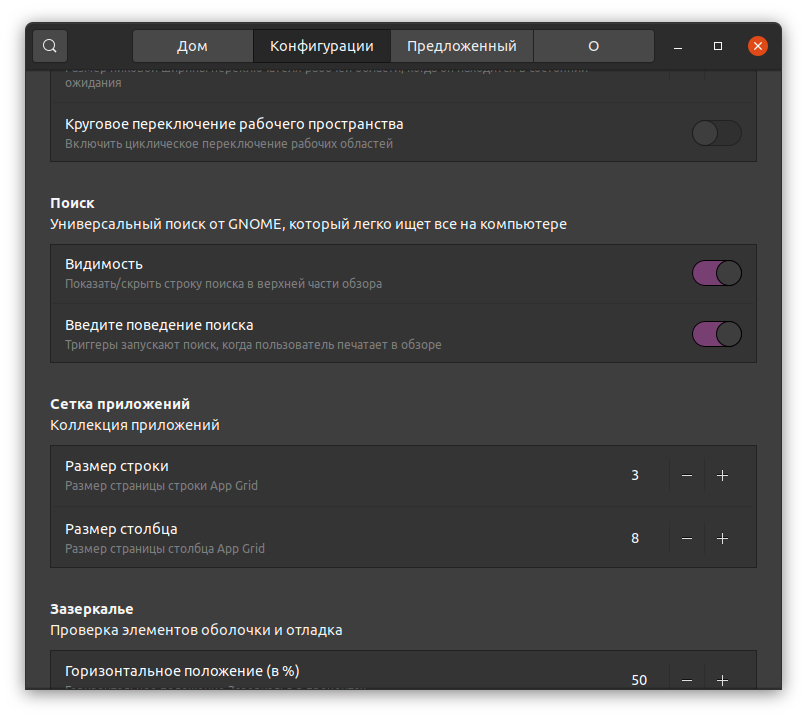 Дом
Конфигурации
Предложенный
О
ожидания
Круговое переключение рабочего пространства
Включить циклическое переключение рабочих областей
Поиск
Универсальный поиск от GNOME, который легко ищет все на компьютере
Видимость
Показать/скрыть строку поиска в верхней части обзора
Введите поведение поиска
Триггеры запускают поиск, когда пользователь печатает в обзоре
Сетка приложений
Коллекция приложений
Размер строки
3
Размер страницы строки App Grid
Размер столбца
8
Размер страницы столбца App Grid
Зазеркалье
Проверка элементов оболочки и отладка
Горизонтальное положение (в %)
50